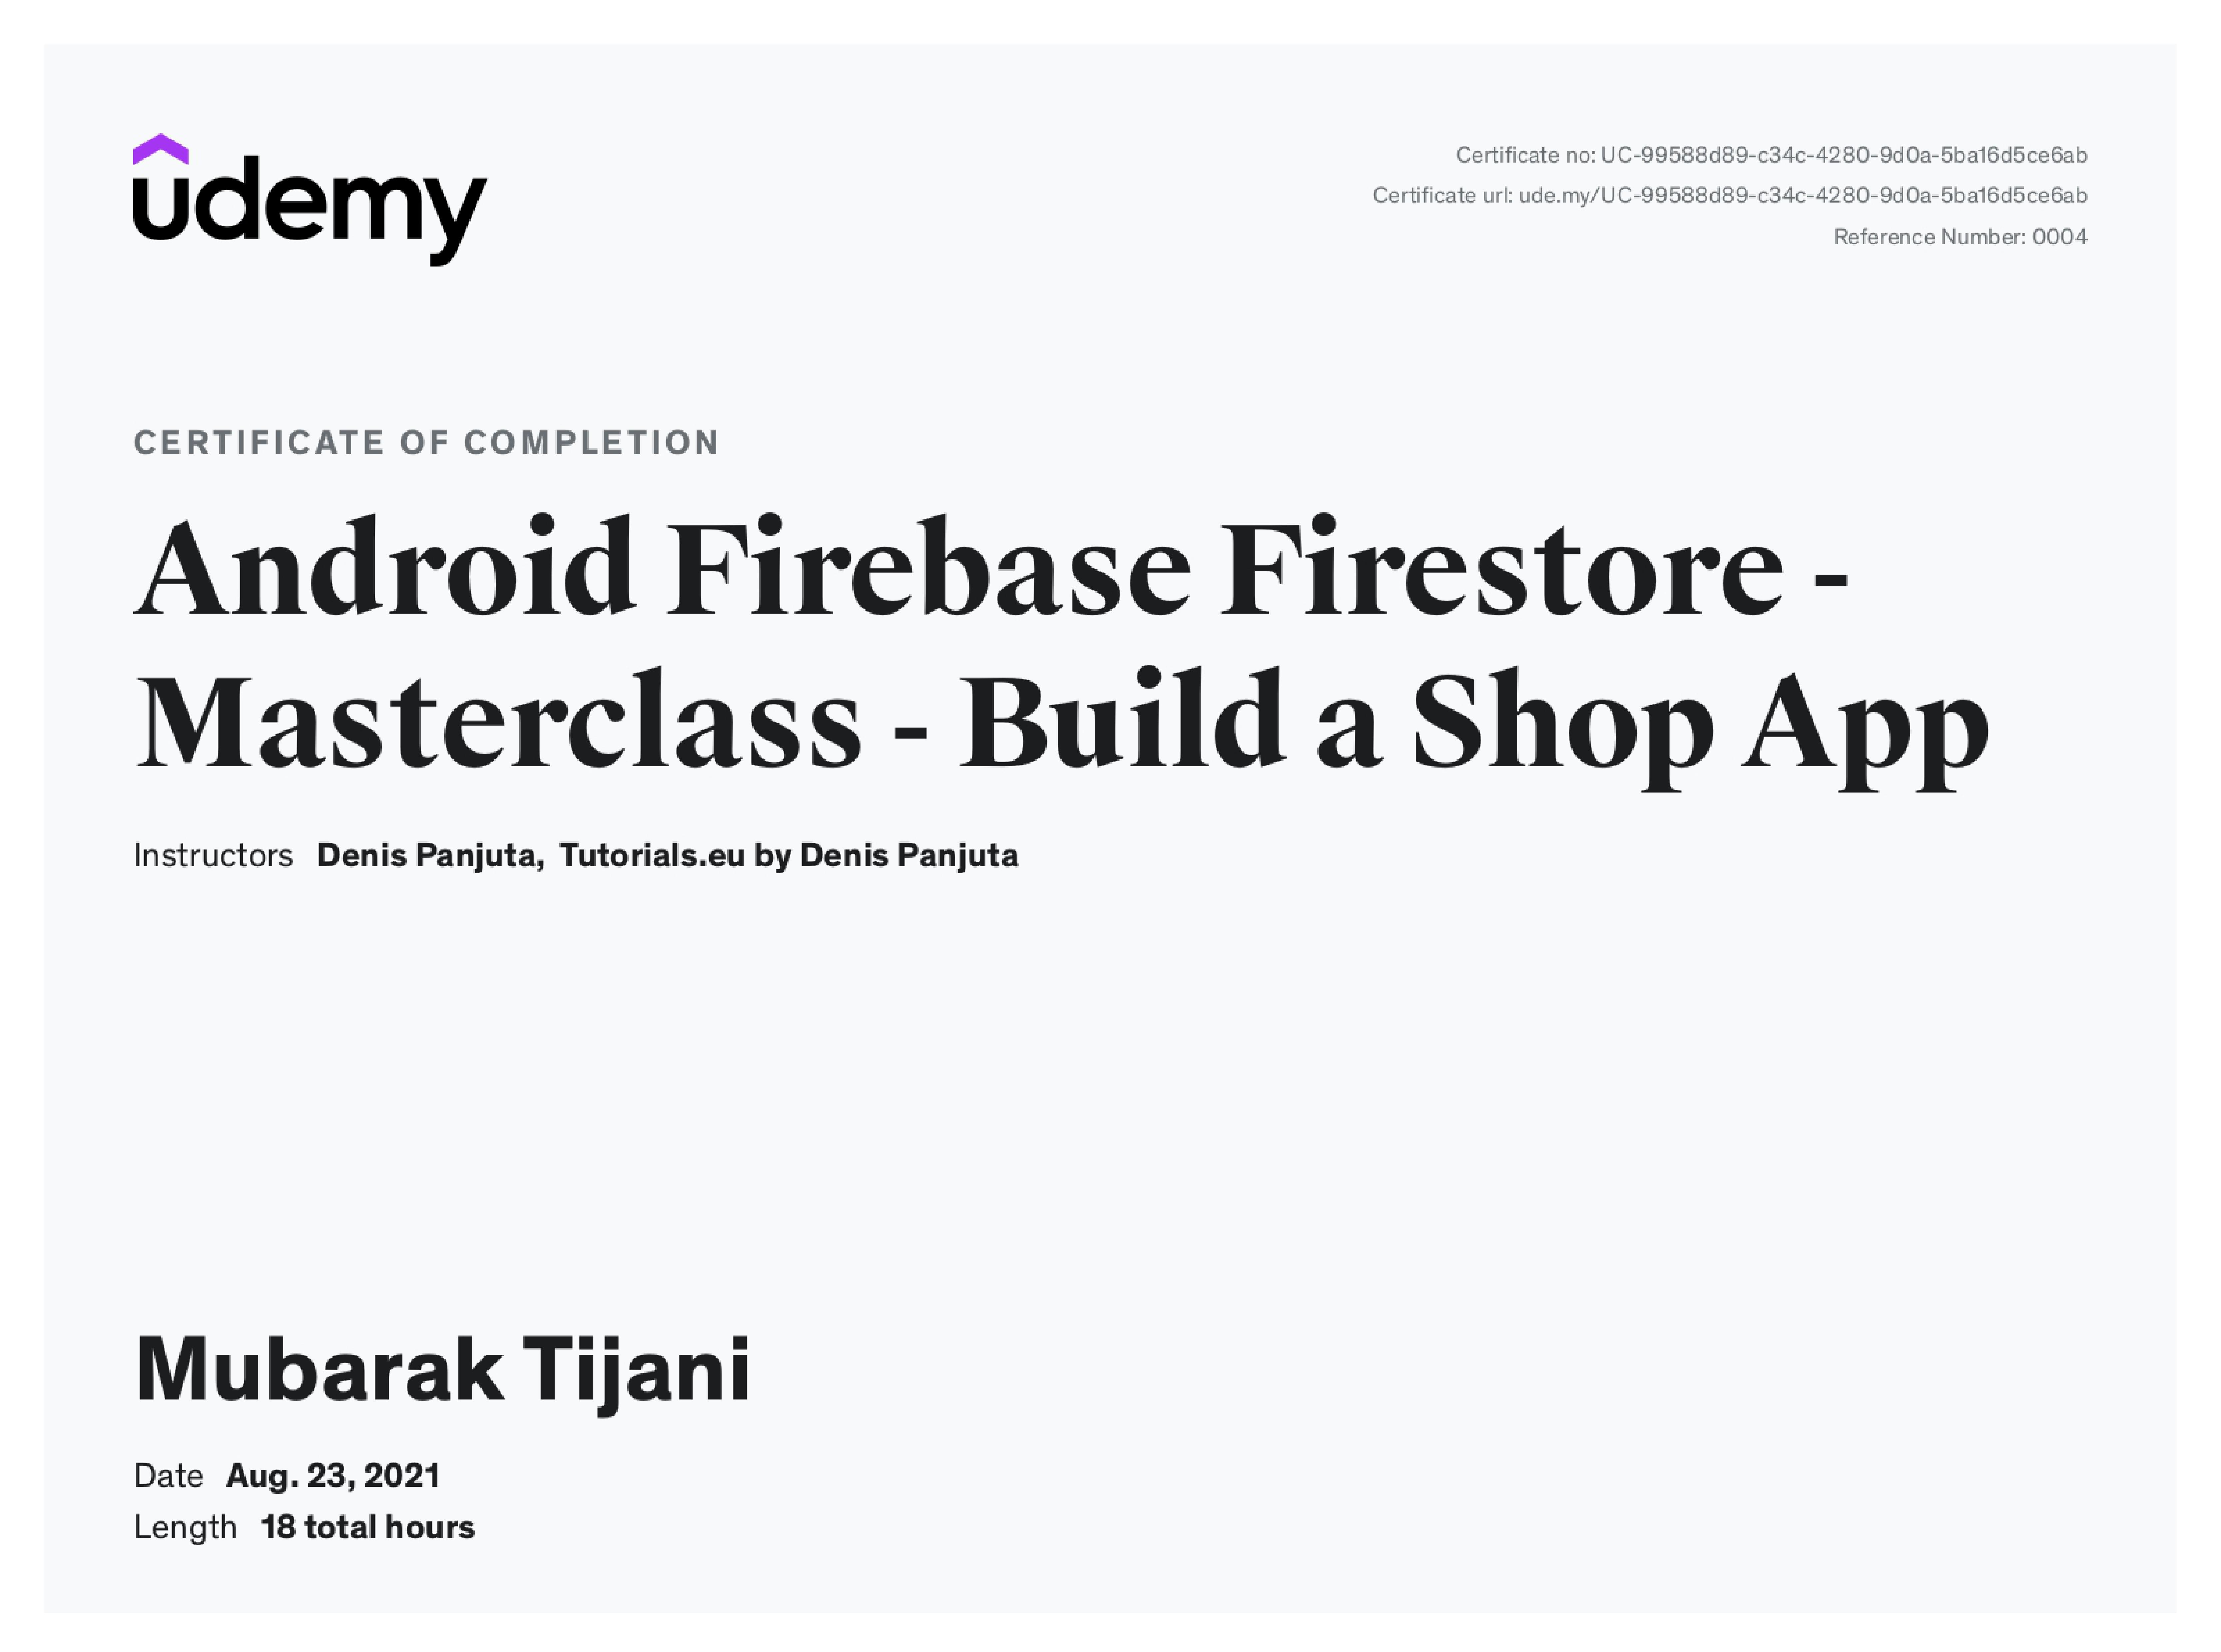 udemy
Certificate no: UC-99588d89-c34c-4280-9d0a-5ba16d5ce6ab
Certificate url: ude.my/UC-99588d89-c34c-4280-9d0a-5ba16d5ce6ab
Reference Number: 0004
CERTIFICATE OF COMPLETION
Android Firebase Firestore -
Masterclass - Build a Shop App
Instructors Denis Panjuta, Tutorials.eu by Denis Panjuta
Mubarak Tijani
Date Aug. 23, 2021
Length 18 total hours